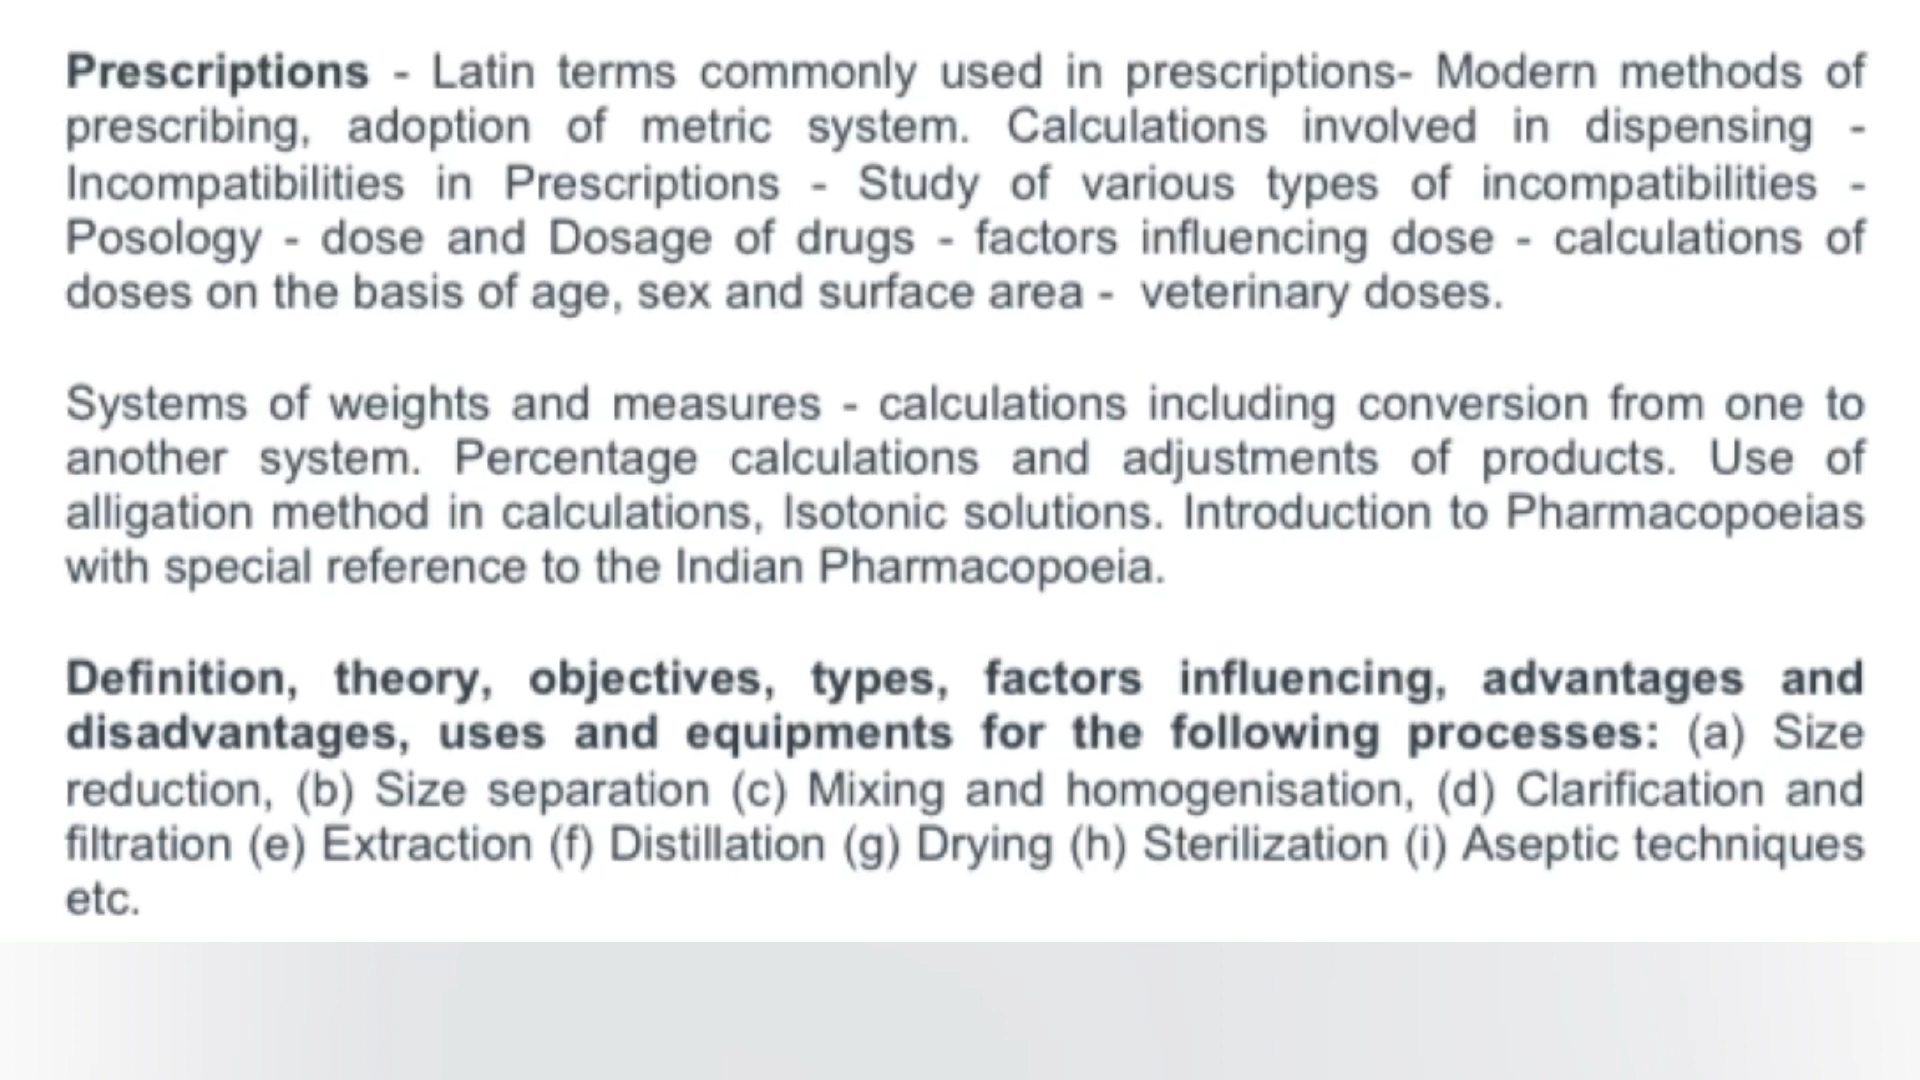 Prescriptions - Latin terms commonly used in prescriptions- Modern methods of
prescribing, adoption of metric system. Calculations involved in dispensing -
Incompatibilities in Prescriptions - Study of various types of incompatibilities -
Posology - dose and Dosage of drugs - factors influencing dose - calculations of
doses on the basis of age, sex and surface area - veterinary doses.
Systems of weights and measures - calculations including conversion from one to
another system. Percentage calculations and adjustments of products. Use of
alligation method in calculations, Isotonic solutions. Introduction to Pharmacopoeias
with special reference to the Indian Pharmacopoeia.
Definition, theory, objectives, types, factors influencing, advantages and
disadvantages, uses and equipments for the following processes: (a) Size
reduction, (b) Size separation (c) Mixing and homogenisation, (d) Clarification and
filtration (e) Extraction (f) Distillation (g) Drying (h) Sterilization (i) Aseptic techniques
etc.